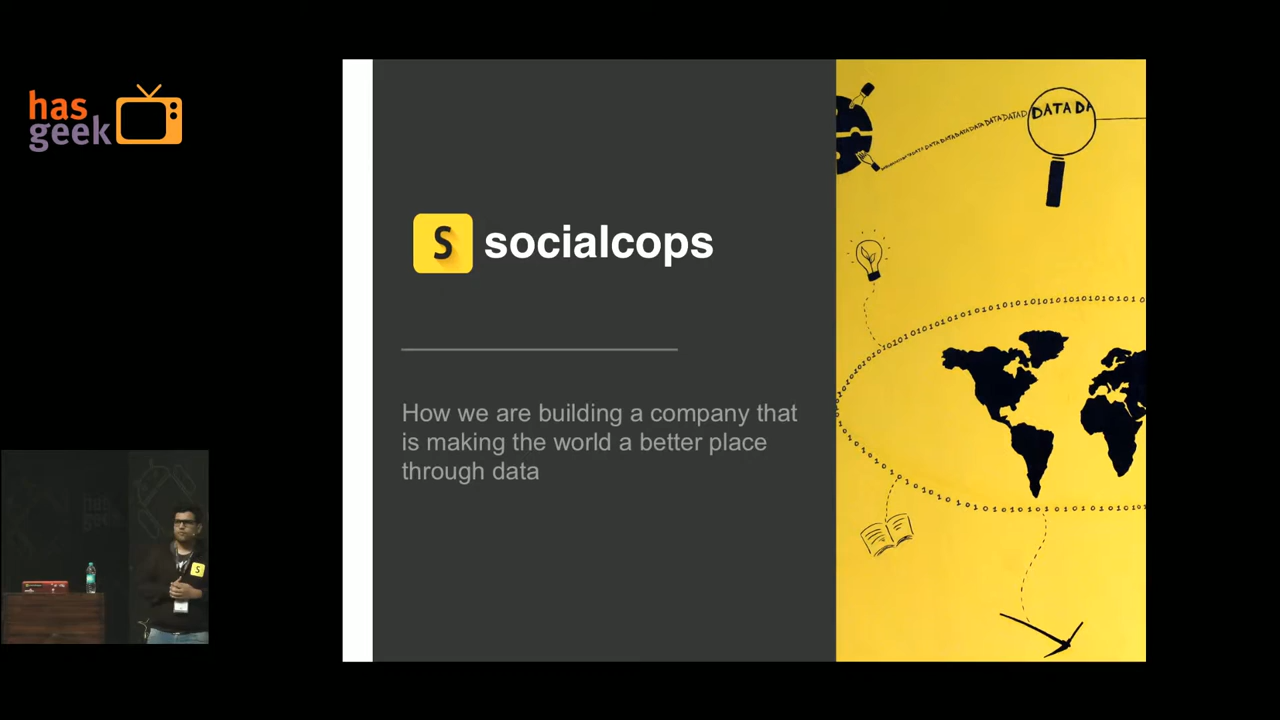 has
geek
S socialcops
How we are building a company that
is making the world a better place
through data
DATA DA
S